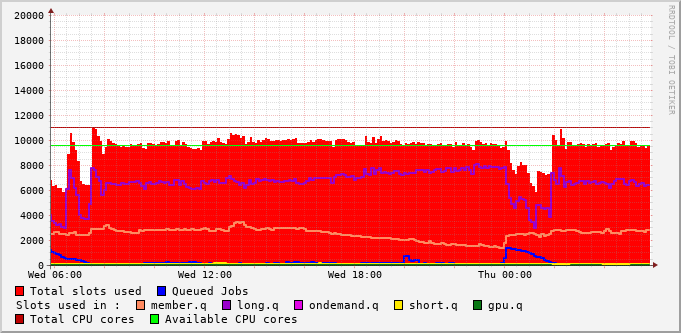 20000
18000
16000
14000
12000
10000
8000
6000
4000
2000
0
Wed 06:00 Wed 12:00 Wed 18:00 Thu 00:00
RRDTOOL / TOBI OETIKER
Total slots used Queued Jobs
Slots used in : member.q long.q ondemand.q short.q gpu.q
Total CPU cores Available CPU cores